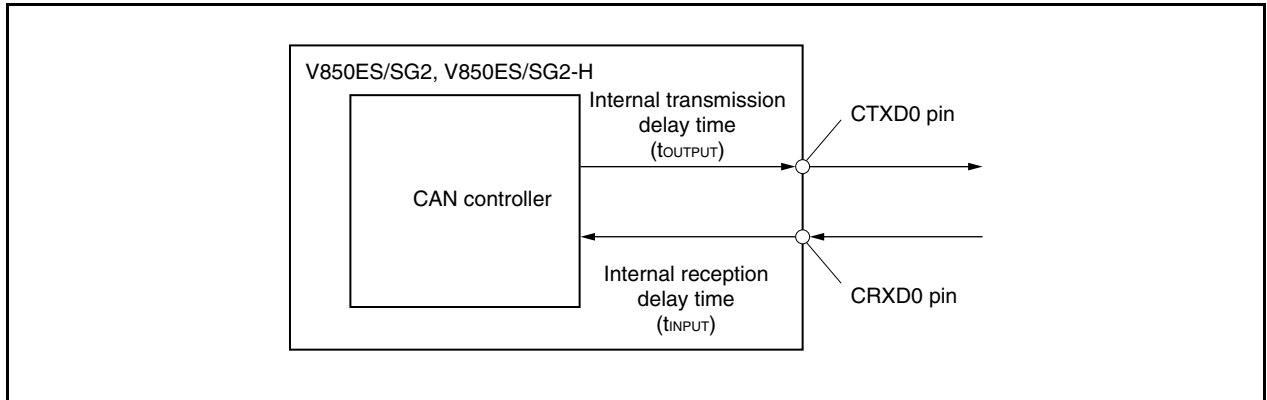 V850ES/SG2, V850ES/SG2-H
Internal transmission
delay time
(tOUTPUT)
CTXD0 pin
CAN controller
Internal reception
delay time
(tINPUT)
CRXD0 pin